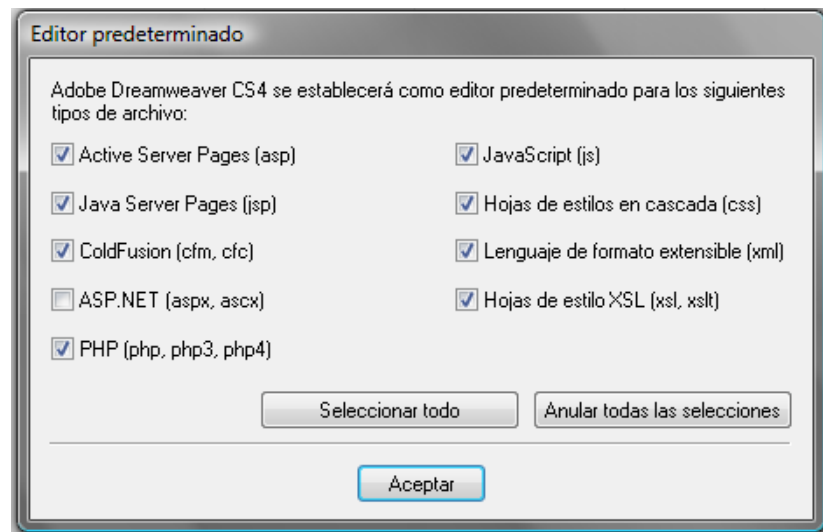 Editor predeterminado
Adobe Dreamweaver CS4 se establecerá como editor predeterminado para los siguientes
tipos de archivo:
Active Server Pages (asp)
JavaScript (js)
Java Server Pages (jsp)
Hojas de estilos en cascada (css)
ColdFusion (cfm, cfc)
Lenguaje de formato extensible (xml)
ASP.NET (aspx, ascx)
Hojas de estilo XSL (xsl, xslt)
PHP (php, php3, php4)
Seleccionar todo
Anular todas las selecciones
Aceptar